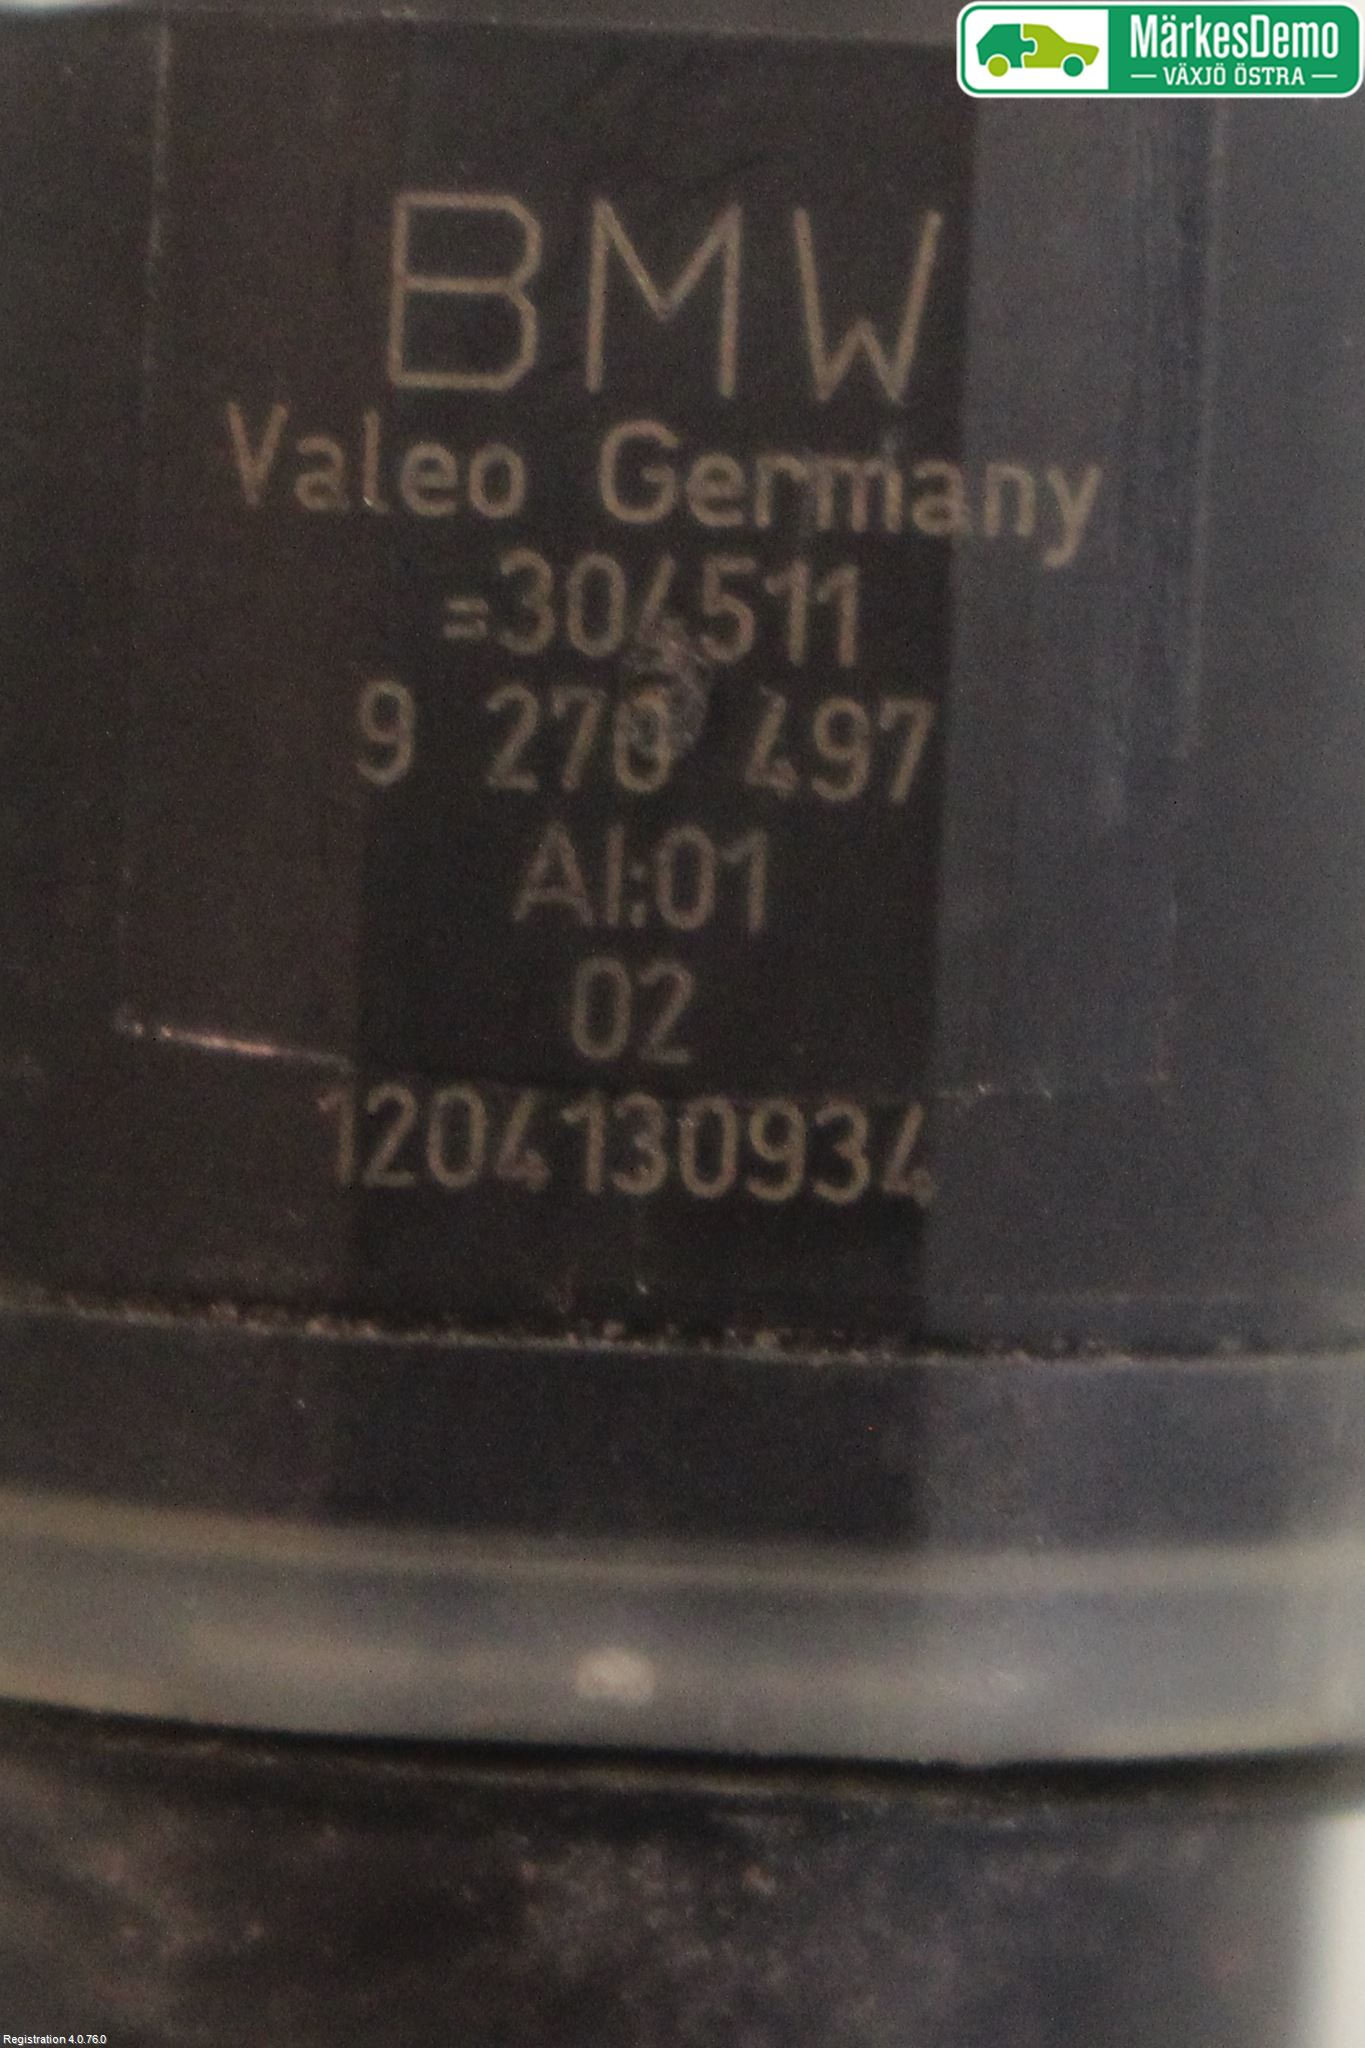 MärkesDemo
VÄXJÖ ÖSTRA
BMW
Valeo Germany
=304511
9 270 497
AI:01
02
1204130934
Registration 4.0.76.0